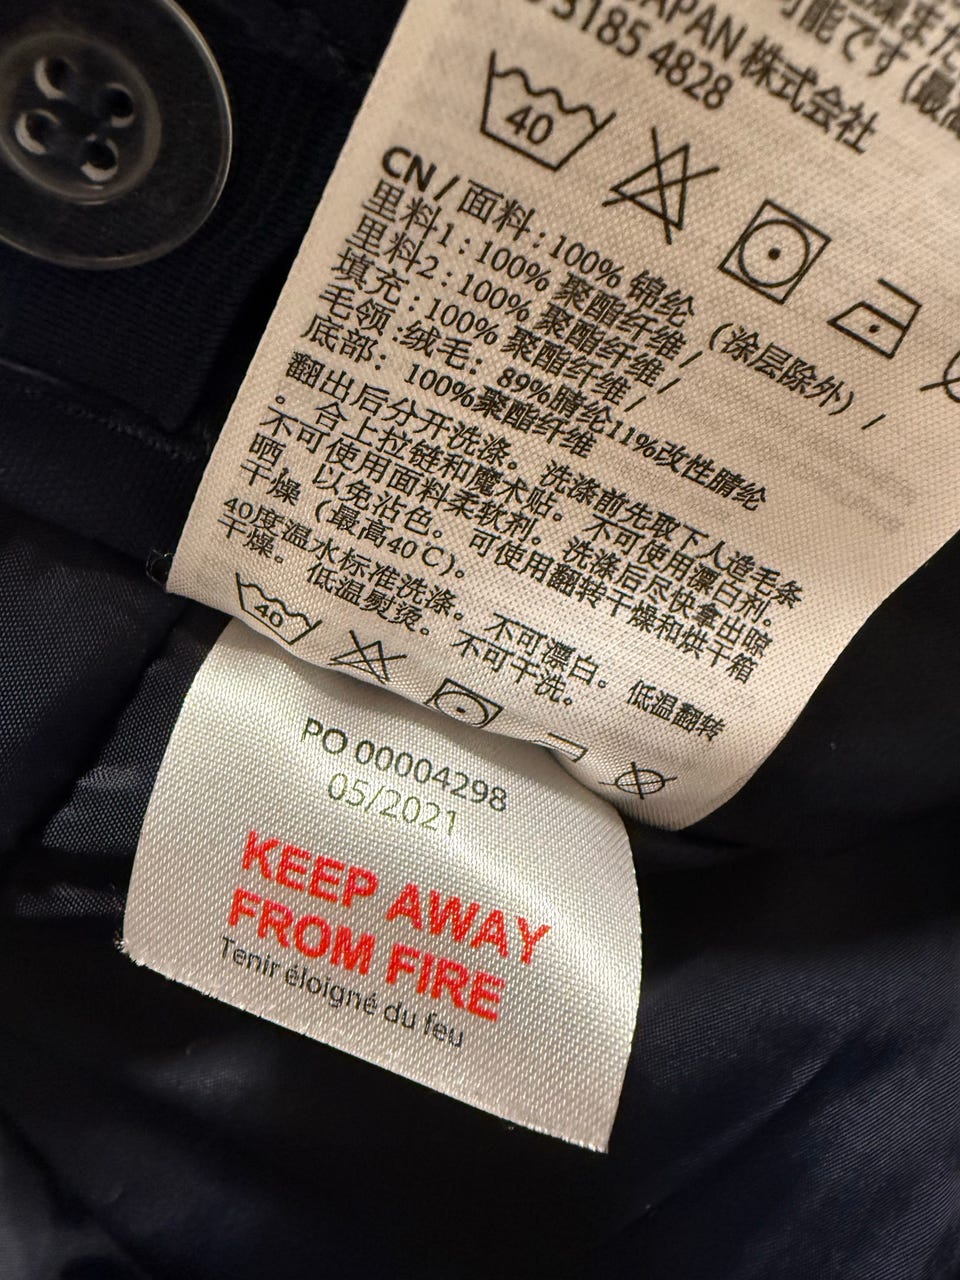 JAPAN 株式会社
3185 4828
40
CN / 面料 : 100% 锦纶 (涂层除外) /
里料1 : 100% 聚酯纤维 /
里料2 : 100% 聚酯纤维 /
填充 : 100% 聚酯纤维 /
毛领 :绒毛: 89%腈纶11%改性腈纶
底部: 100%聚酯纤维
翻出后分开洗涤。洗涤前先取下人造毛条
。合上拉链和魔术贴。不可使用漂白剂。
不可使用面料柔软剂。洗涤后尽快拿出晾
晒, 以免沾色。可使用翻转干燥和烘干箱
干燥 (最高40℃)。
40度温水标准洗涤。不可漂白。低温翻转
干燥。低温熨烫。不可干洗。
40
PO 00004298
05/2021
KEEP AWAY
FROM FIRE
Tenir éloigné du feu